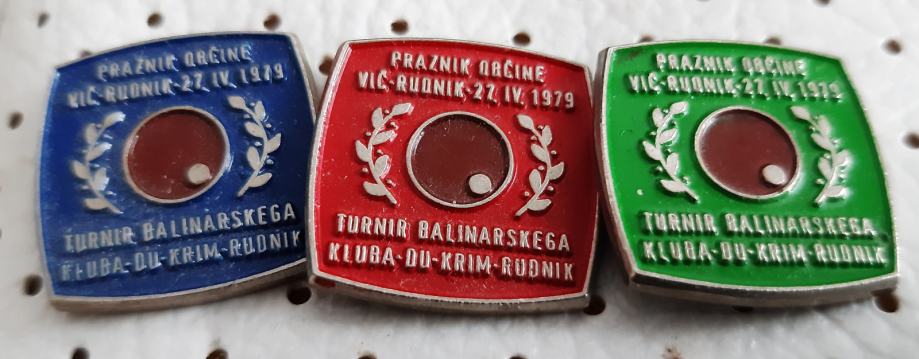 PRAZNIK OBČINE
VIČ-RUDNIK-27. IV. 1979
TURNIR BALINARSKEGA
KLUBA-DU-KRIM-RUDNIK
PRAZNIK OBČINE
VIČ-RUDNIK-27. IV. 1979
TURNIR BALINARSKEGA
KLUBA-DU-KRIM-RUDNIK
PRAZNIK OBČINE
VIČ-RUDNIK-27. IV. 1979
TURNIR BALINARSKEGA
KLUBA-DU-KRIM-RUDNIK